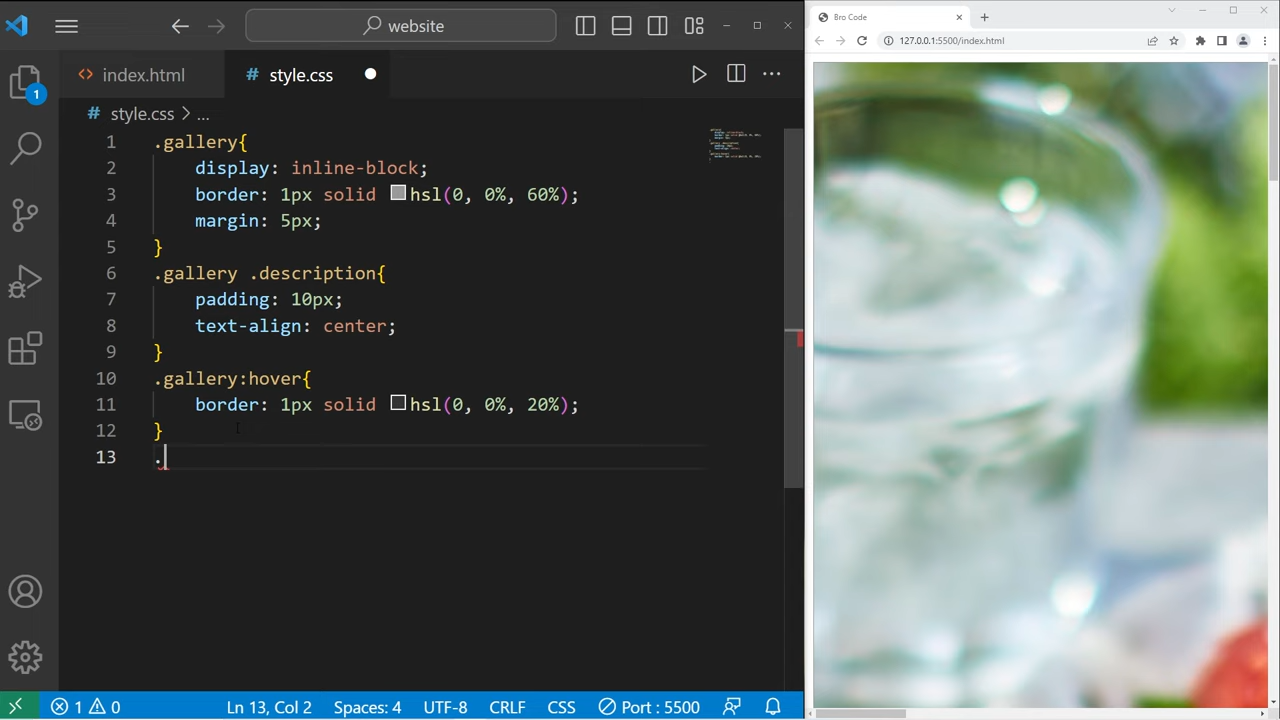 website
index.html
# style.css
# style.css > ...
1 .gallery{
2 display: inline-block;
3 border: 1px solid hsl(0, 0%, 60%);
4 margin: 5px;
5 }
6 .gallery .description{
7 padding: 10px;
8 text-align: center;
9 }
10 .gallery:hover{
11 border: 1px solid hsl(0, 0%, 20%);
12 }
13 .
1
1 0
Ln 13, Col 2
Spaces: 4
UTF-8
CRLF
CSS
Port : 5500
Bro Code
127.0.0.1:5500/index.html